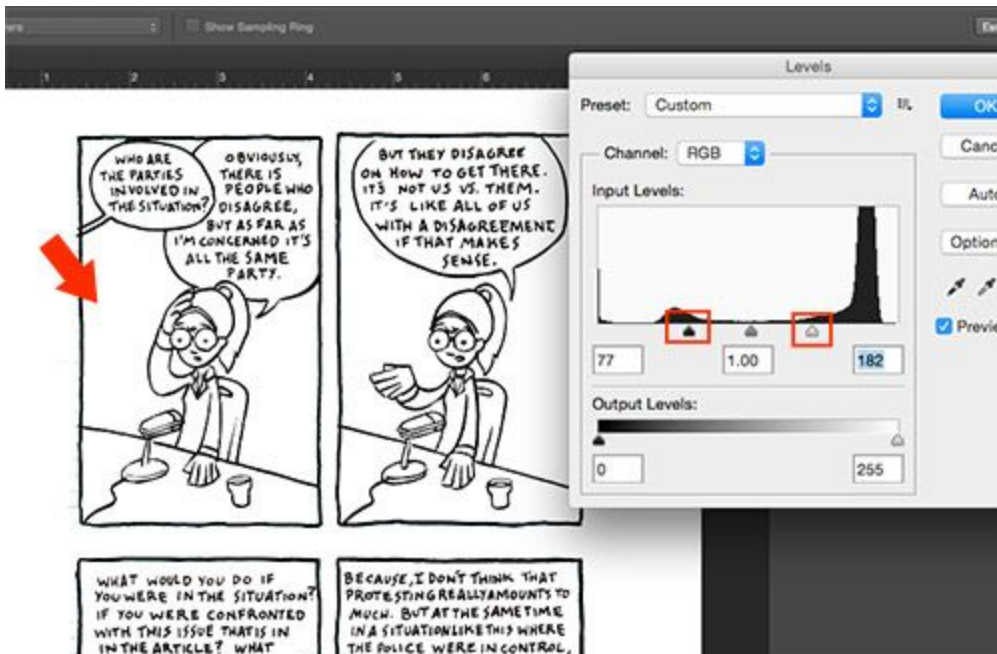 Show Sampling Ring
1 2 3 4 5 6
Levels
Preset: Custom
OK
Channel: RGB
Input Levels:
77 1.00 182
Output Levels:
0 255
WHO ARE
THE PARTIES
INVOLVED IN
THE SITUATION?
OBVIOUSLY,
THERE IS
PEOPLE WHO
DISAGREE,
BUT AS FAR AS
I'M CONCERNED IT'S
ALL THE SAME
PARTY.
BUT THEY DISAGREE
ON HOW TO GET THERE.
IT'S NOT US VS. THEM.
IT'S LIKE ALL OF US
WITH A DISAGREEMENT
IF THAT MAKES
SENSE.
WHAT WOULD YOU DO IF
YOU WERE IN THE SITUATION?
IF YOU WERE CONFRONTED
WITH THIS ISSUE THAT IS IN
IN THE ARTICLE? WHAT
BECAUSE, I DON'T THINK THAT
PROTESTING REALLY AMOUNTS TO
MUCH. BUT AT THE SAME TIME
IN A SITUATION LIKE THIS WHERE
THE POLICE WERE IN CONTROL,